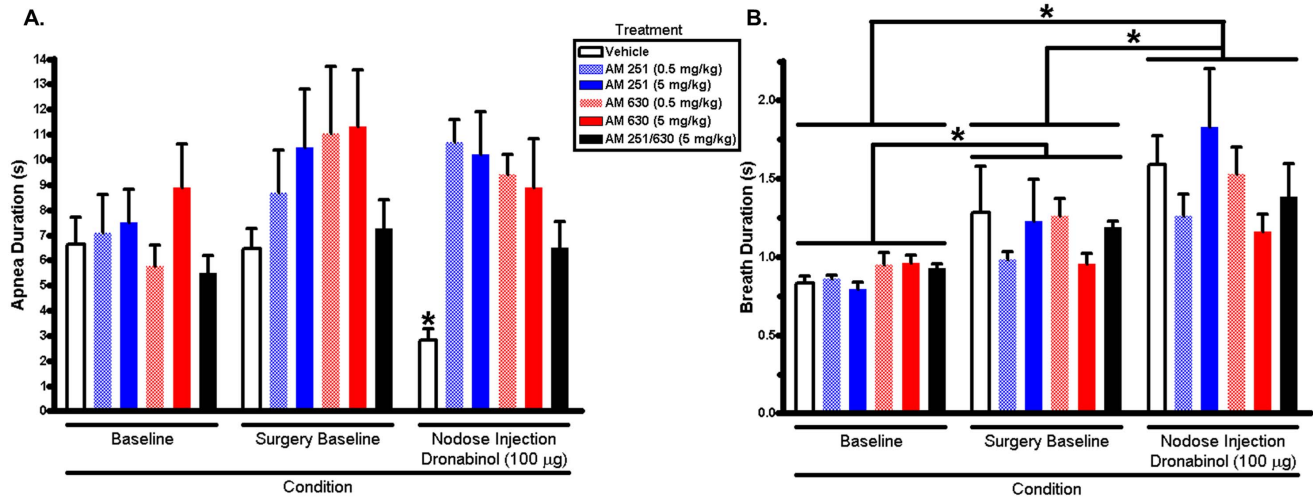 A.
Apnea Duration (s)
14
13
12
11
10
9
8
7
6
5
4
3
2
1
0
*
Baseline
Surgery Baseline
Nodose Injection
Dronabinol (100 µg)
Condition
Treatment
Vehicle
AM 251 (0.5 mg/kg)
AM 251 (5 mg/kg)
AM 630 (0.5 mg/kg)
AM 630 (5 mg/kg)
AM 251/630 (5 mg/kg)
B.
Breath Duration (s)
2.0
1.5
1.0
0.5
0.0
*
*
*
Baseline
Surgery Baseline
Nodose Injection
Dronabinol (100 µg)
Condition